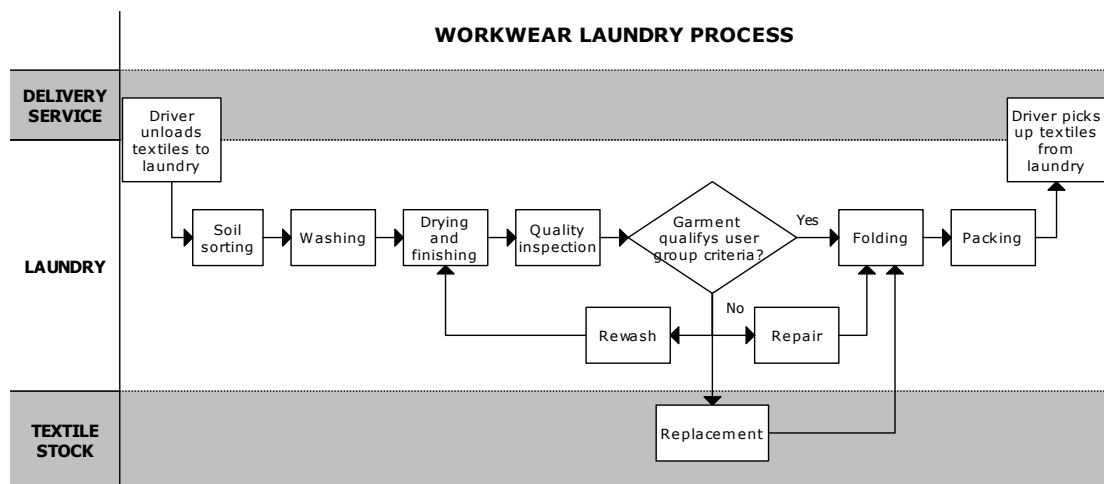 WORKWEAR LAUNDRY PROCESS
DELIVERY
SERVICE
Driver
unloads
textiles to
laundry
Driver picks
up textiles
from
laundry
LAUNDRY
Soil
sorting
Washing
Drying
and
finishing
Quality
inspection
Garment
qualifys user
group criteria?
Yes
Folding
Packing
No
Rewash
Repair
TEXTILE
STOCK
Replacement